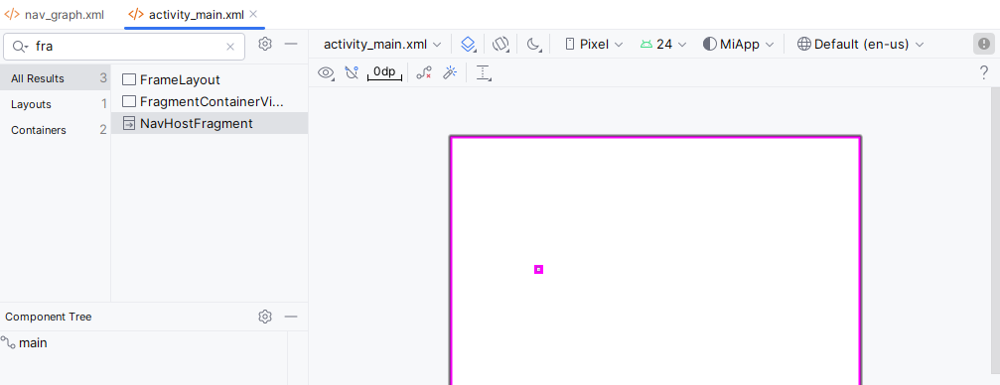 nav_graph.xml activity_main.xml
fra
activity_main.xml Pixel 24 MiApp Default (en-us)
0dp ?
All Results 3
Layouts 1
Containers 2
FrameLayout
FragmentContainerVi...
NavHostFragment
Component Tree
main